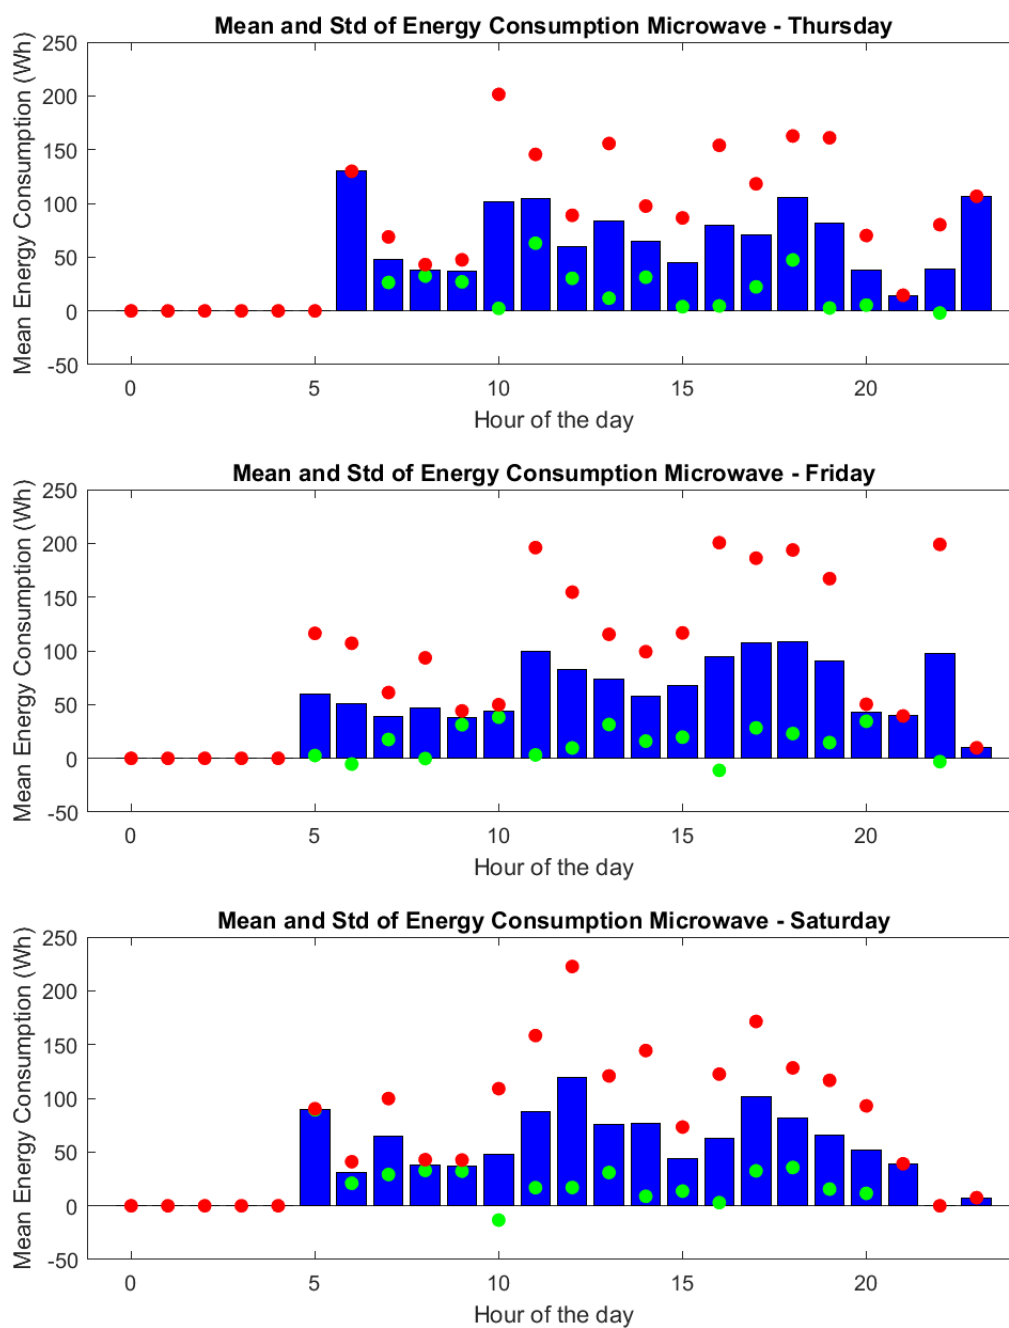 Mean and Std of Energy Consumption Microwave - Thursday
Mean Energy Consumption (Wh)
250
200
150
100
50
0
-50
0 5 10 15 20
Hour of the day
Mean and Std of Energy Consumption Microwave - Friday
Mean Energy Consumption (Wh)
250
200
150
100
50
0
-50
0 5 10 15 20
Hour of the day
Mean and Std of Energy Consumption Microwave - Saturday
Mean Energy Consumption (Wh)
250
200
150
100
50
0
-50
0 5 10 15 20
Hour of the day